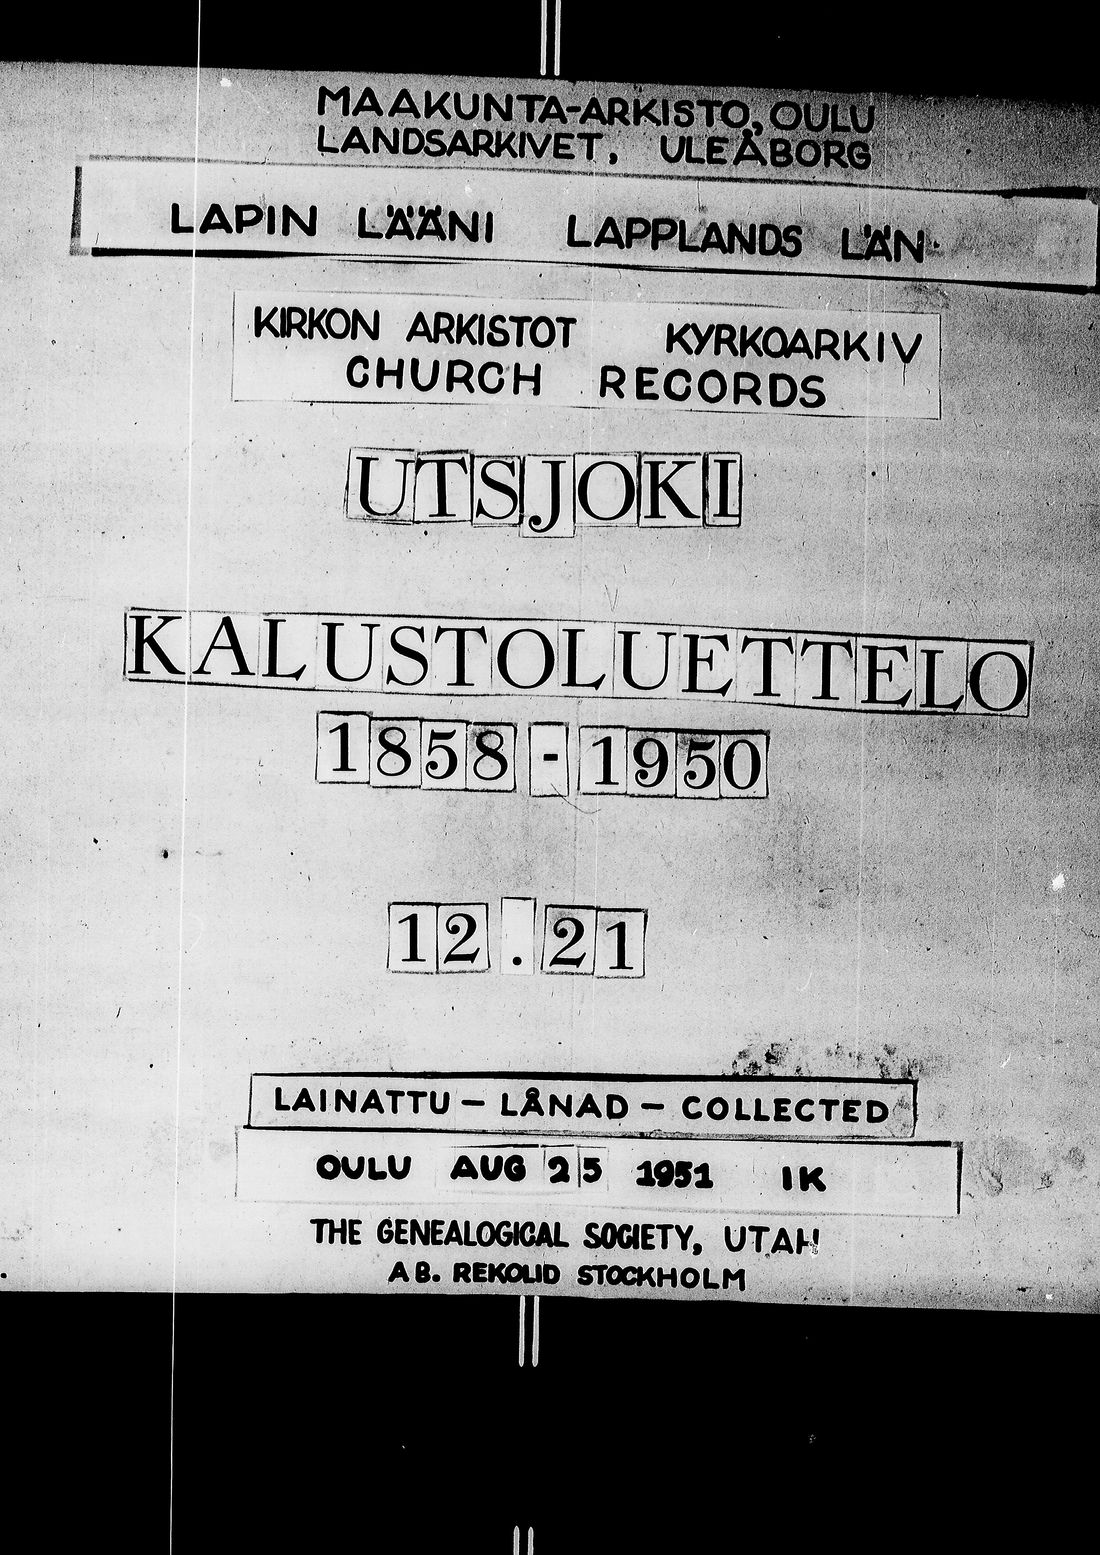 MAAKUNTA-ARKISTO, OULU
LANDSARKIVET, ULEÅBORG
LAPIN LÄÄNI LAPPLANDS LÄN
KIRKON ARKISTOT KYRKOARKIV
CHURCH RECORDS
UTSJOKI
KALUSTOLUETTELO
1858-1950
12.21
LAINATTU - LÅNAD - COLLECTED
OULU AUG 25 1951 IK
THE GENEALOGICAL SOCIETY, UTAH
AB. REKOLID STOCKHOLM